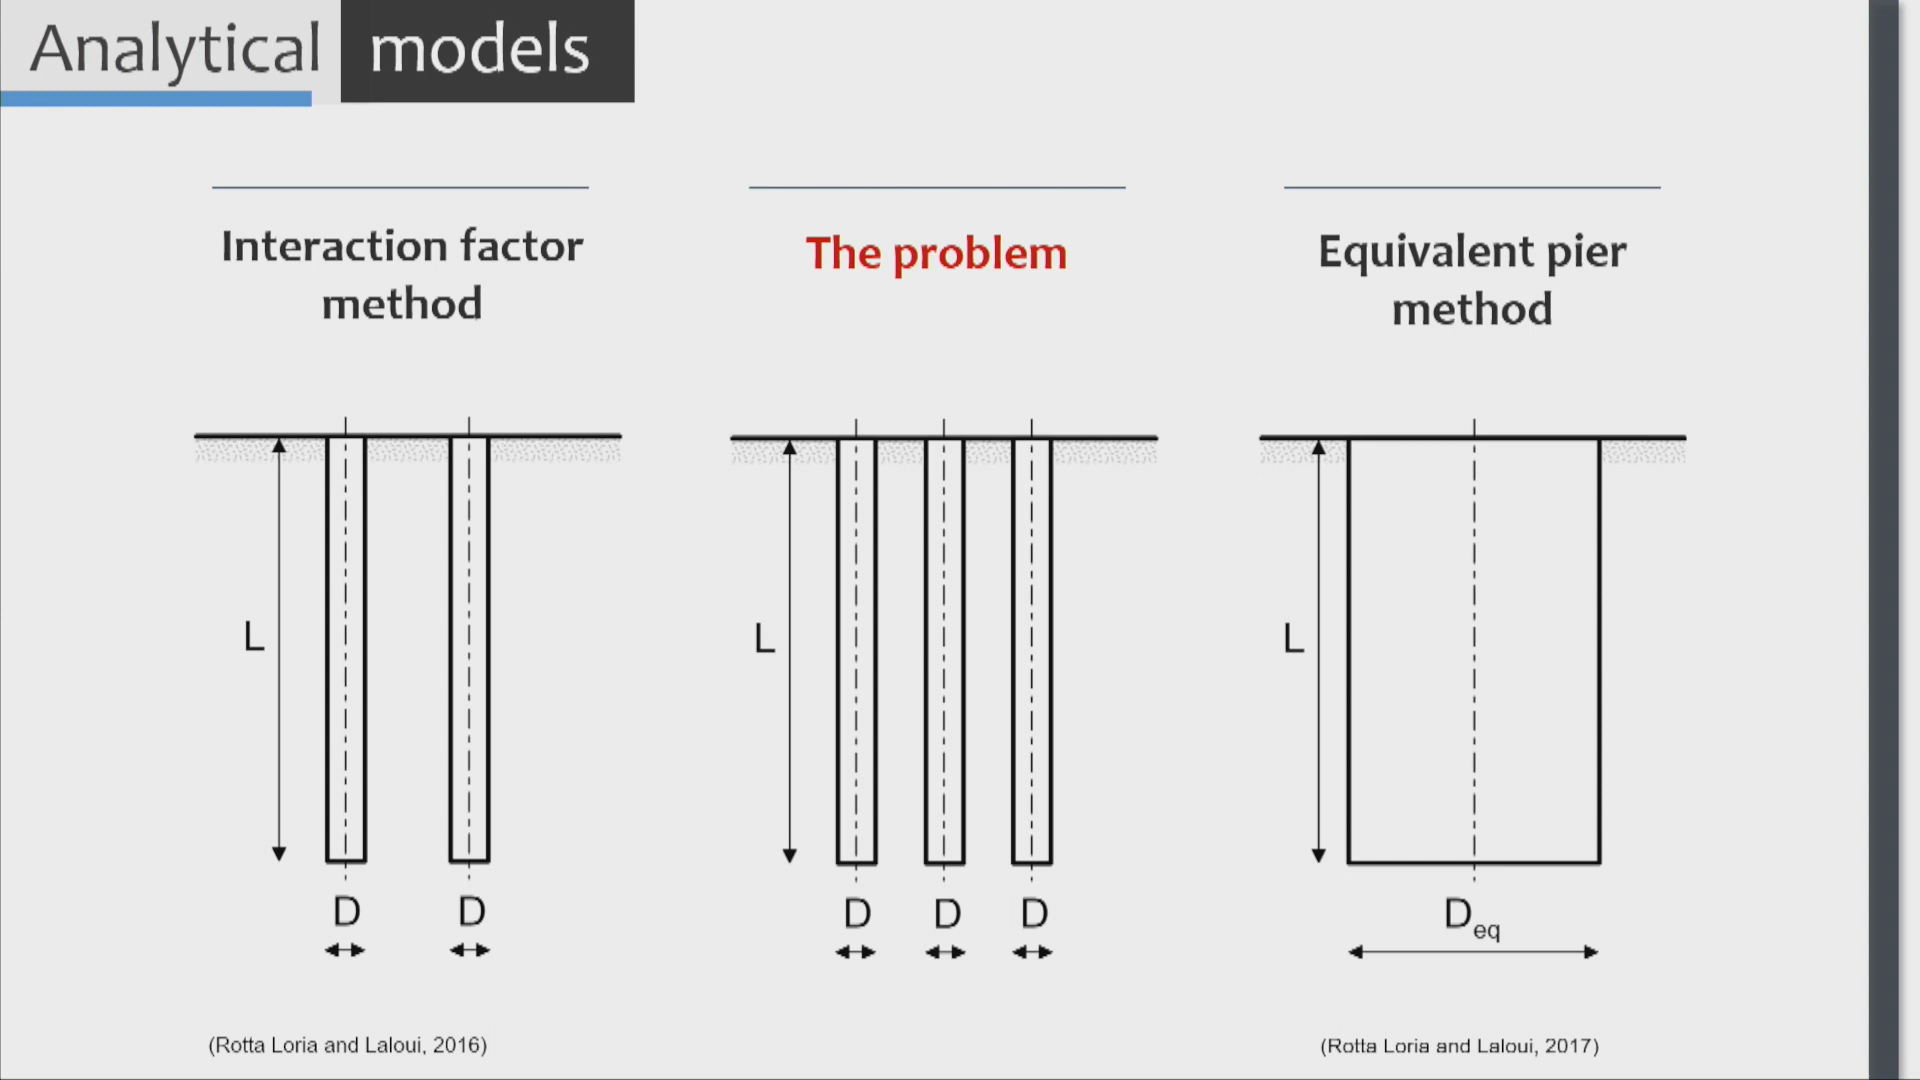 Analytical models
Interaction factor
method
L
D D
(Rotta Loria and Laloui, 2016)
The problem
L
D D D
Equivalent pier
method
L
Deq
(Rotta Loria and Laloui, 2017)